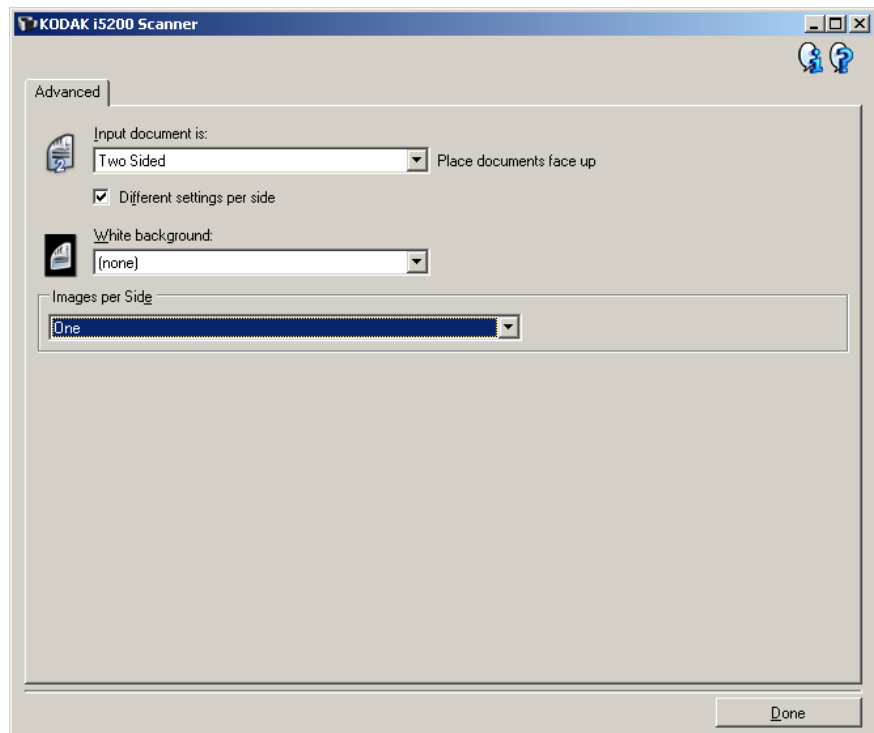 KODAK i5200 Scanner
Advanced
Input document is:
2
Two Sided
Place documents face up
Different settings per side
White background:
(none)
Images per Side
One
Done